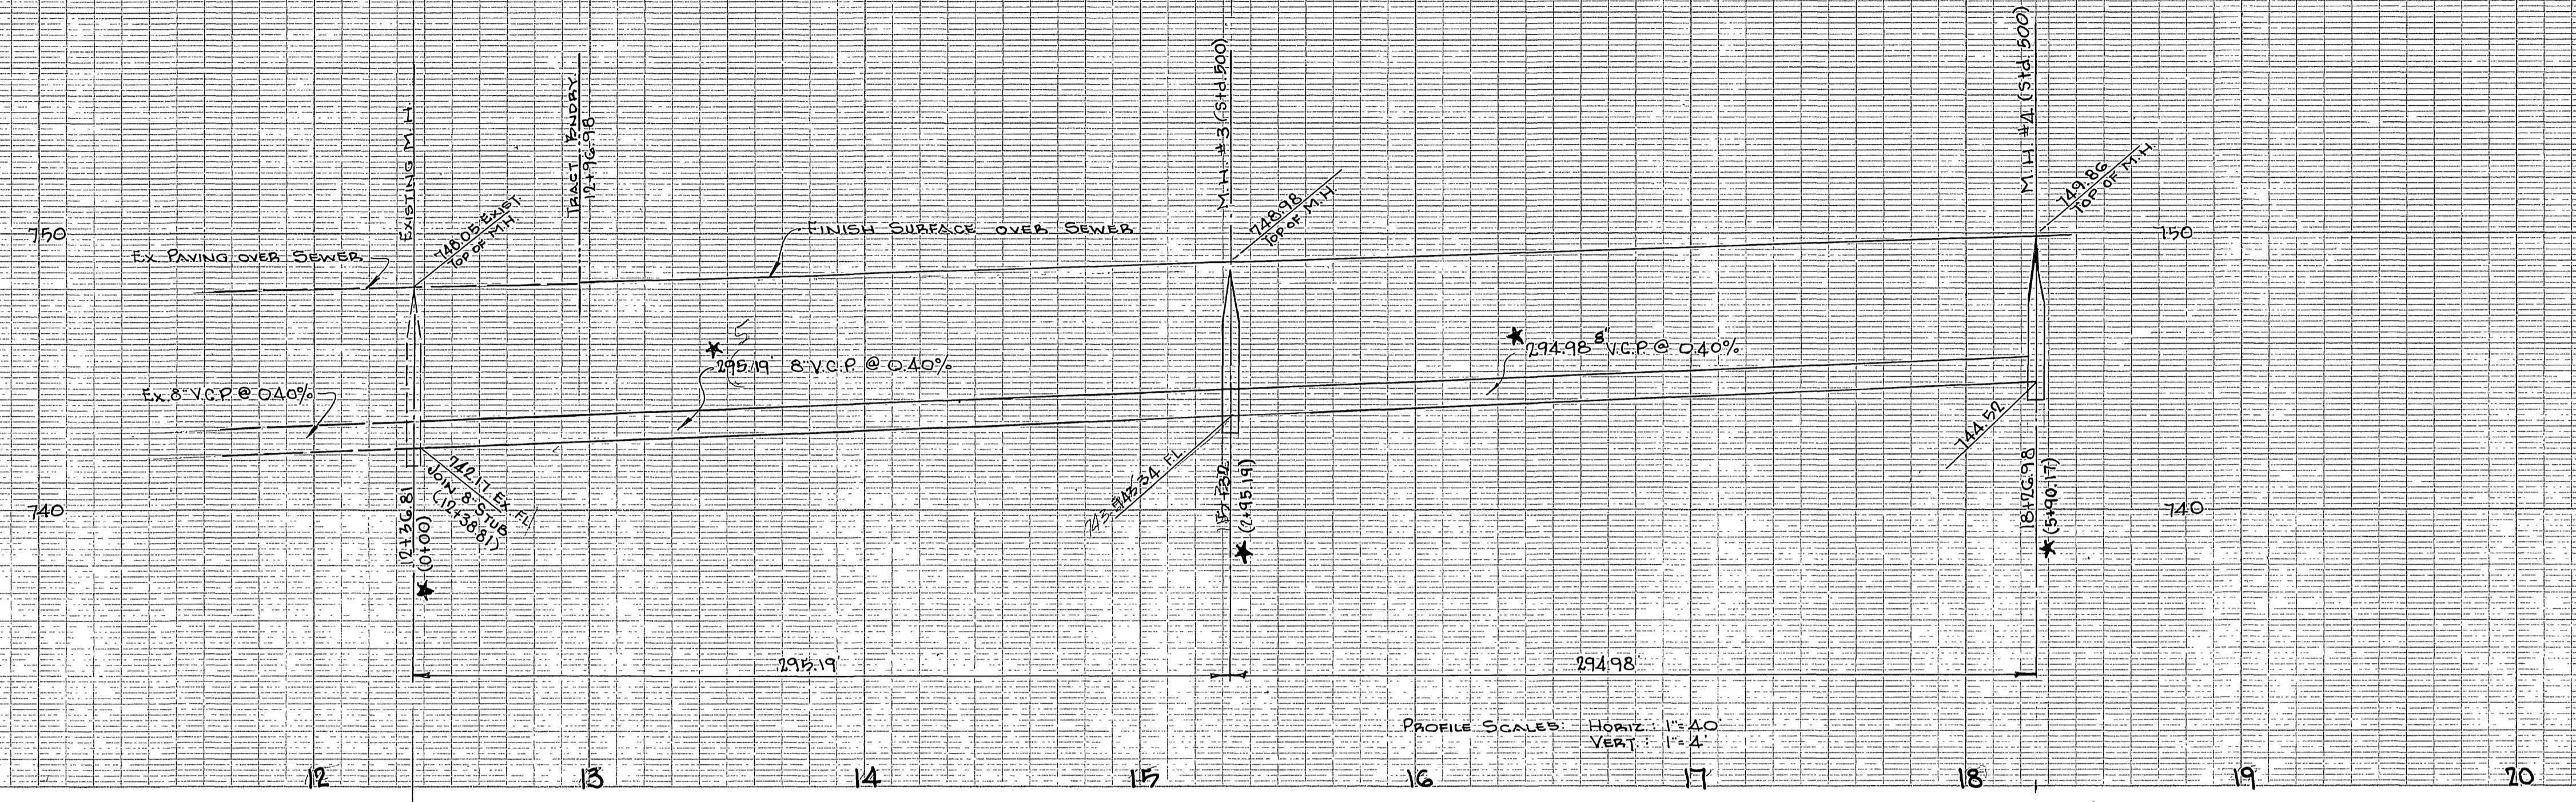 EXISTING M.H.
TRACT BNDRY.
12+96.98
M.H. #3 (Std. 500)
M.H. #4 (Std. 500)
748.05 EXIST.
TOP OF M.H.
748.98
TOP OF M.H.
749.86
TOP OF M.H.
750
EX. PAVING OVER SEWER
FINISH SURFACE OVER SEWER
750
★ 295.19' 8" V.C.P. @ 0.40%
★ 294.98 8" V.C.P. @ 0.40%
EX. 8" V.C.P. @ 0.40%
742.17 EX. FL
JOIN 8" STUB
(12+38.81)
743.34 FL.
744.52
740
740
12+36.81
★ (0+00)
★ (2+95.19)
18+26.98
★ (5+90.17)
295.19'
294.98'
PROFILE SCALES: HORIZ.: 1"=40'
VERT.: 1"=4'
12 13 14 15 16 17 18 19 20